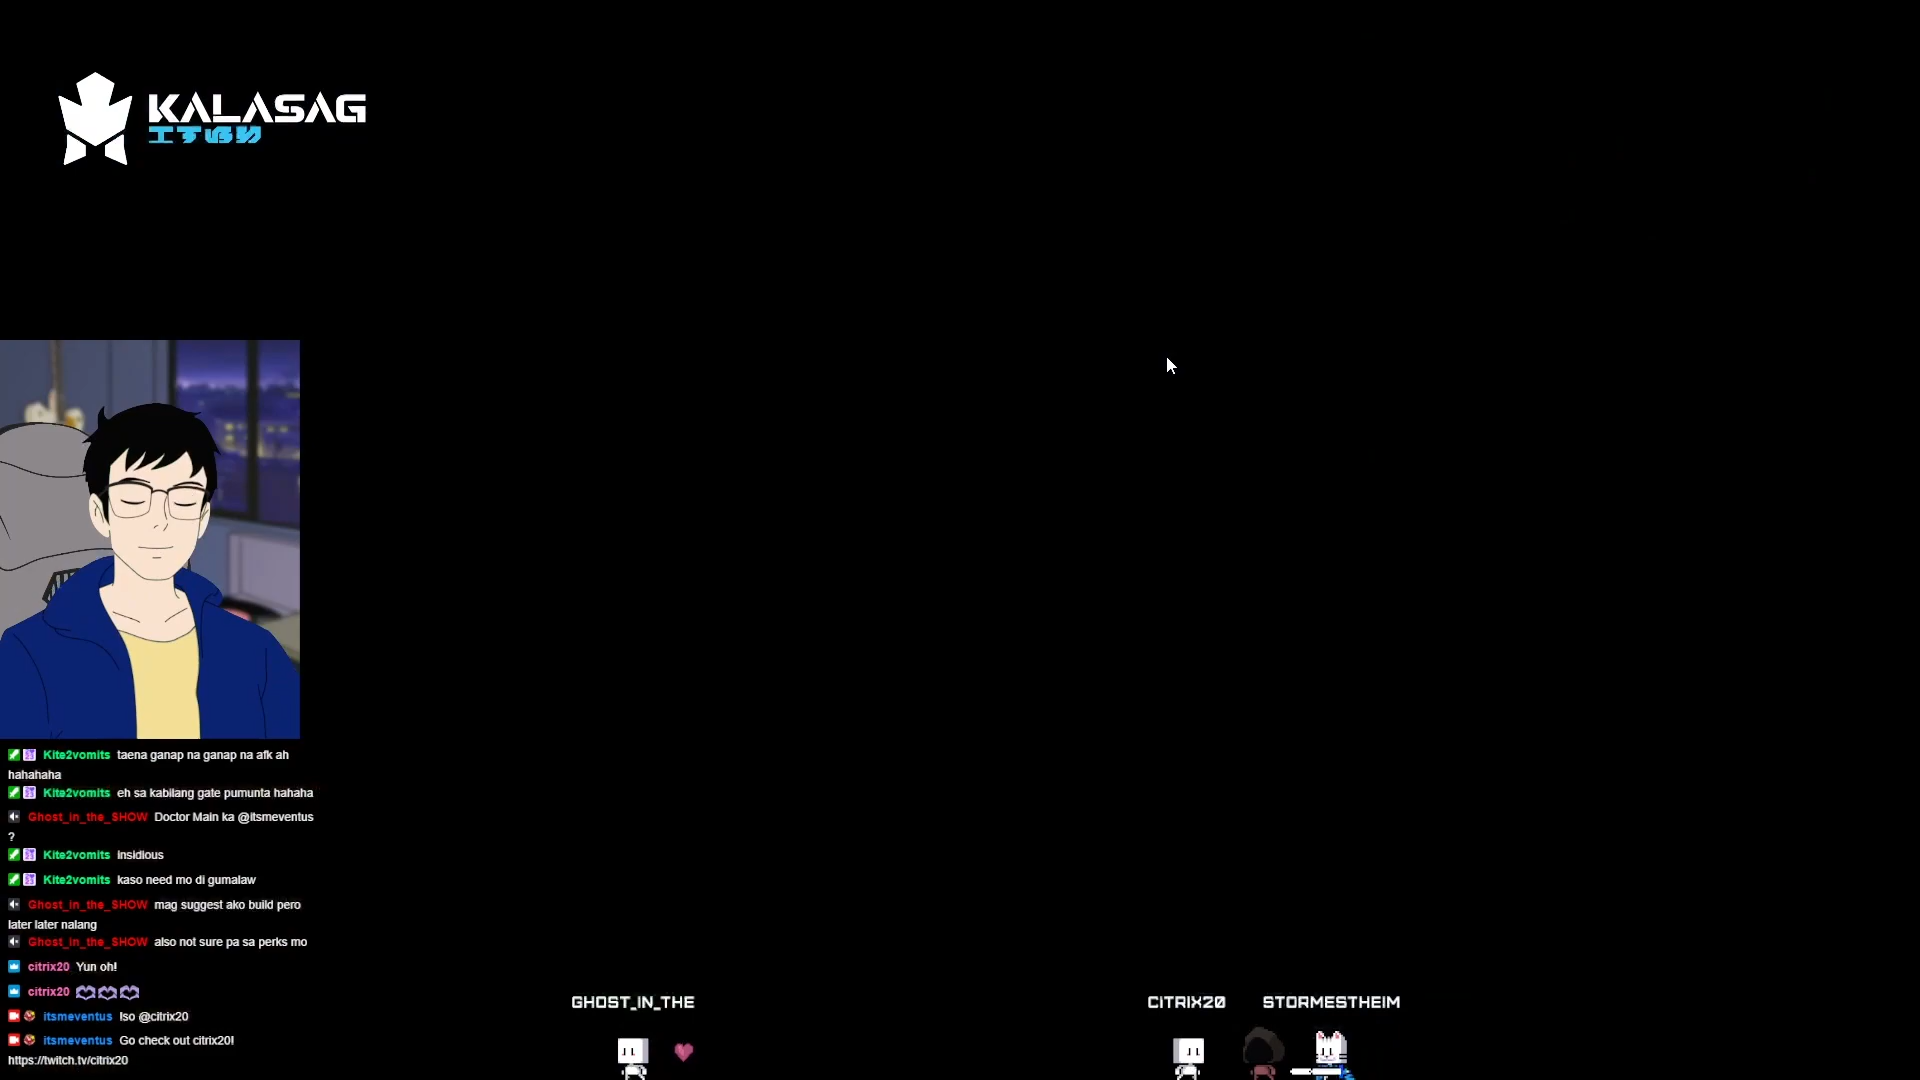 KALASAG
Kite2vomits taena ganap na ganap na afk ah
hahahaha
Kite2vomits eh sa kabilang gate pumunta hahaha
Ghost_in_the_SHOW Doctor Main ka @itsmeventus
?
Kite2vomits Insidious
Kite2vomits kaso need mo di gumalaw
Ghost_in_the_SHOW mag suggest ako build pero
later later nalang
Ghost_in_the_SHOW also not sure pa sa perks mo
citrix20 Yun oh!
citrix20
itsmeventus !so @citrix20
itsmeventus Go check out citrix20!
https://twitch.tv/citrix20
GHOST_IN_THE
CITRIX20 STORMESTHEIM